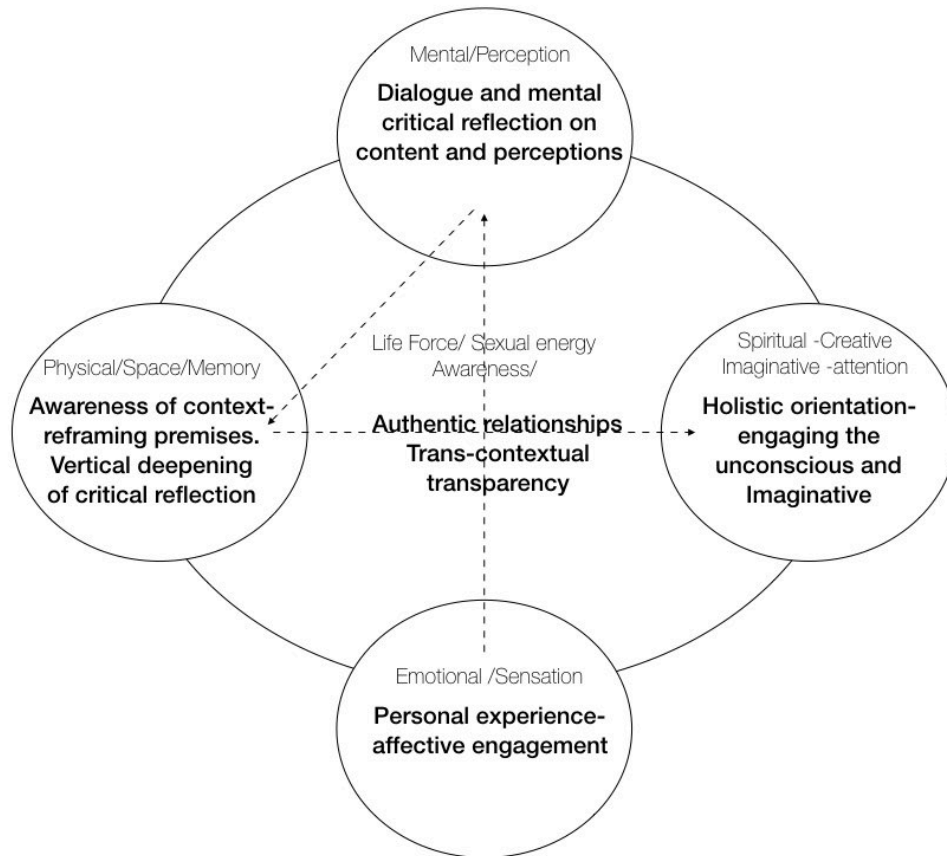 Mental/Perception
Dialogue and mental
critical reflection on
content and perceptions
Physical/Space/Memory
Awareness of context-
reframing premises.
Vertical deepening
of critical reflection
Life Force/ Sexual energy
Awareness/
Authentic relationships
Trans-contextual
transparency
Spiritual -Creative
Imaginative -attention
Holistic orientation-
engaging the
unconscious and
Imaginative
Emotional /Sensation
Personal experience-
affective engagement